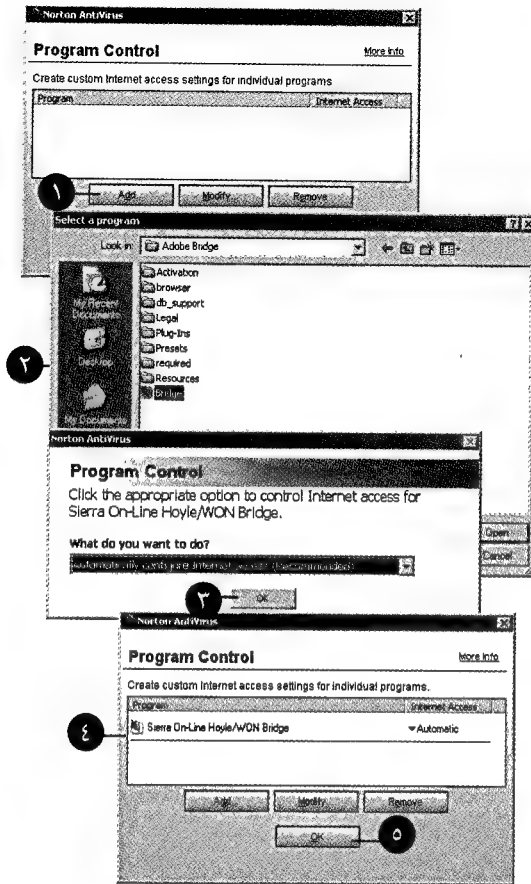 Norton AntiVirus
Program Control
More Info
Create custom Internet access settings for individual programs
Program Internet Access
١
Add Modify Remove
Select a program
Look in: Adobe Bridge
My Recent Documents
Desktop
My Documents
Activation
browser
db_support
Legal
Plug-Ins
Presets
required
Resources
Bridge
٢
Open
Cancel
Norton AntiVirus
Program Control
Click the appropriate option to control Internet access for
Sierra On-Line Hoyle/WON Bridge.
What do you want to do?
Automatically configure Internet access (Recommended)
٣
OK
Norton AntiVirus
Program Control
More Info
Create custom Internet access settings for individual programs.
Program Internet Access
٤
Sierra On-Line Hoyle/WON Bridge Automatic
Add Modify Remove
OK
٥